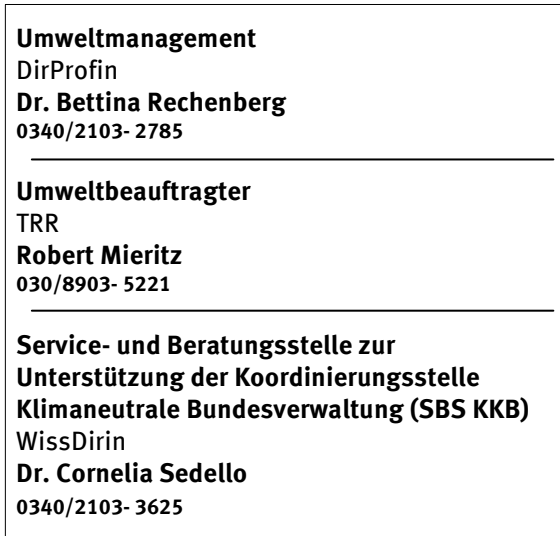 Umweltmanagement
DirProfin
Dr. Bettina Rechenberg
0340/2103- 2785
Umweltbeauftragter
TRR
Robert Mieritz
030/8903- 5221
Service- und Beratungsstelle zur
Unterstützung der Koordinierungsstelle
Klimaneutrale Bundesverwaltung (SBS KKB)
WissDirin
Dr. Cornelia Sedello
0340/2103- 3625